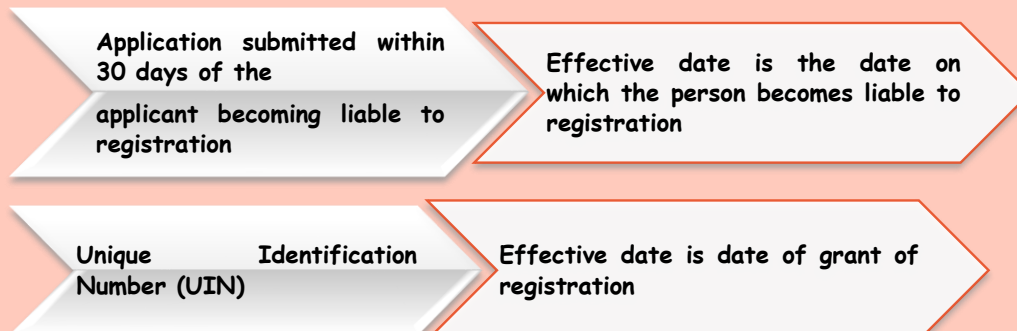 Application submitted within
30 days of the
applicant becoming liable to
registration
Effective date is the date on
which the person becomes liable to
registration
Unique Identification
Number (UIN)
Effective date is date of grant of
registration